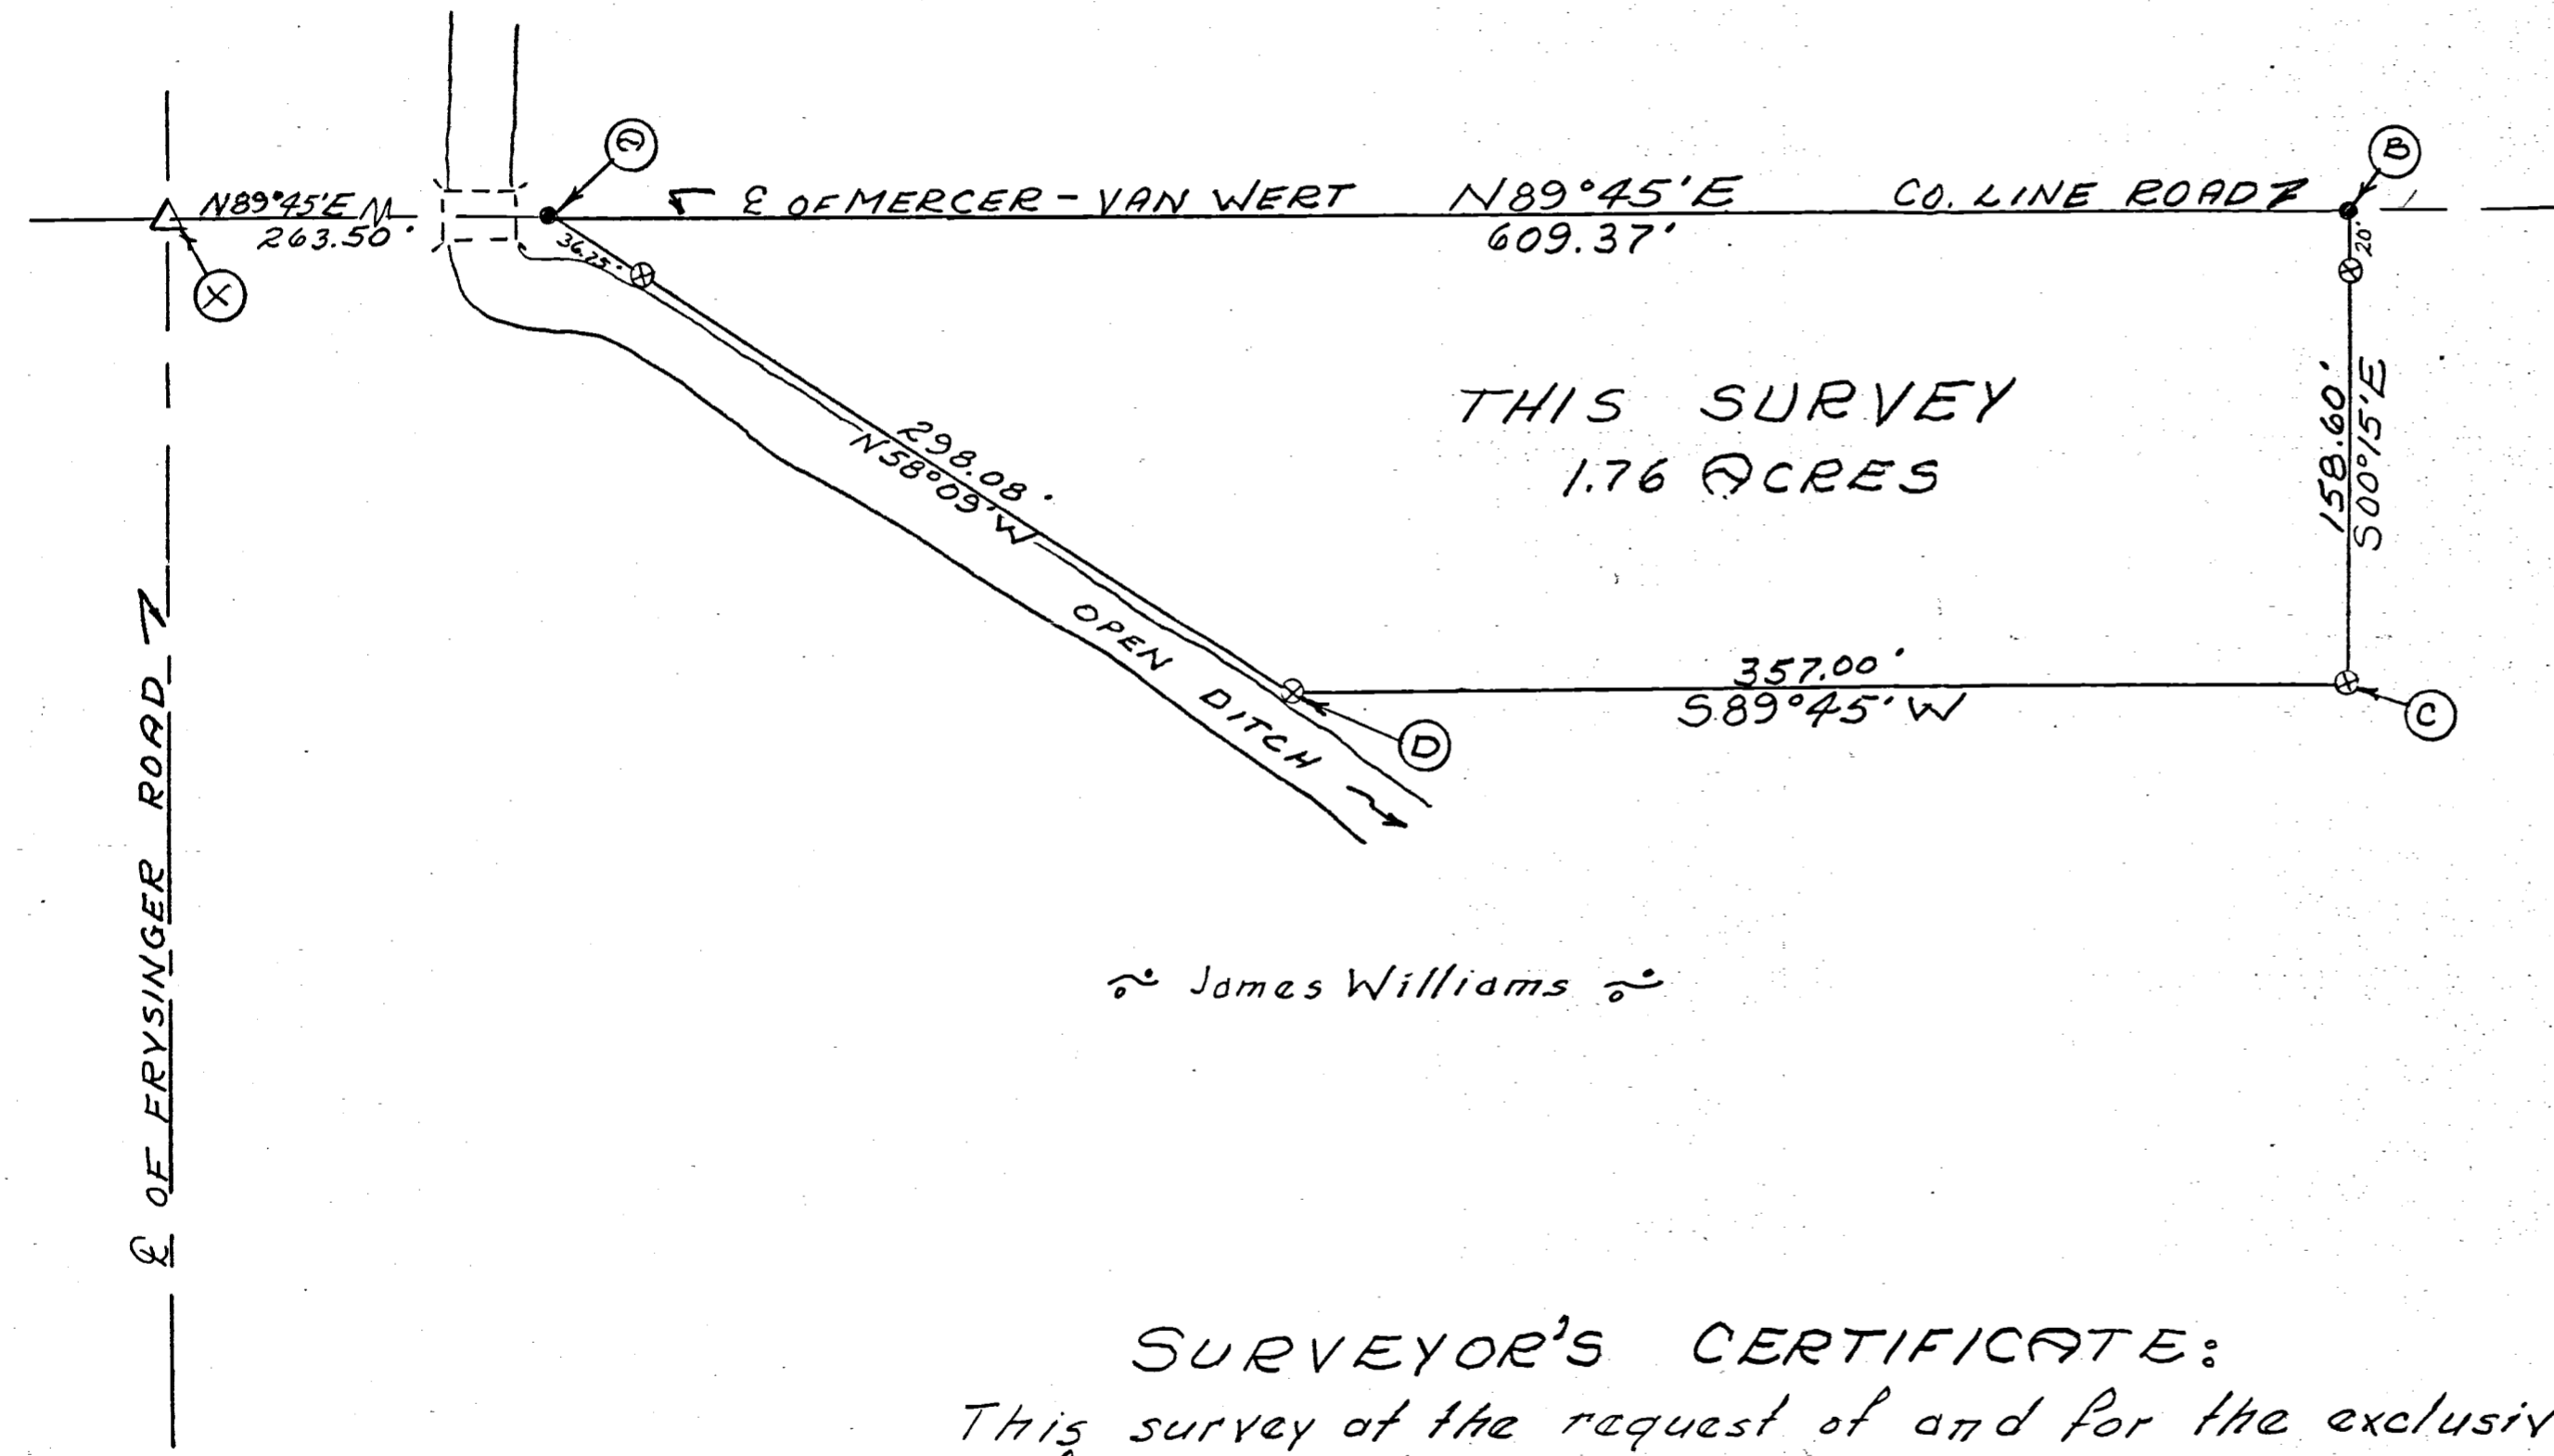 A
B
N89°45'E
263.50'
X
℄ OF MERCER - VAN WERT N89°45'E CO. LINE ROAD
609.37'
36.75'
20'
THIS SURVEY
1.76 ACRES
158.60'
S00°15'E
298.08'
N58°09'W
OPEN DITCH
357.00'
S89°45'W
C
D
℄ OF FRYSINGER ROAD
James Williams
SURVEYOR'S CERTIFICATE:
This survey at the request of and for the exclusiv